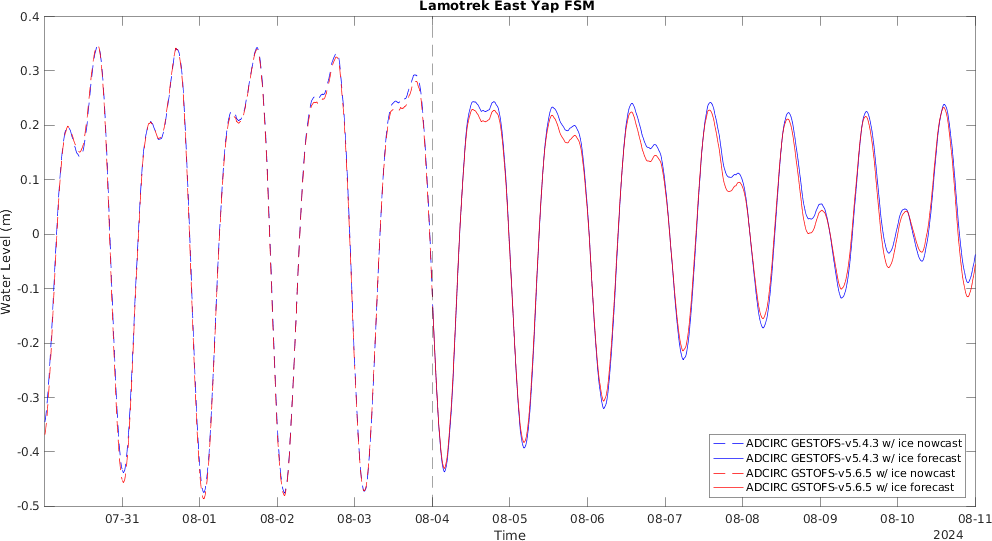 Lamotrek East Yap FSM
0.4
0.3
0.2
0.1
0
-0.1
-0.2
-0.3
-0.4
-0.5
Water Level (m)
ADCIRC GESTOFS-v5.4.3 w/ ice nowcast
ADCIRC GESTOFS-v5.4.3 w/ ice forecast
ADCIRC GSTOFS-v5.6.5 w/ ice nowcast
ADCIRC GSTOFS-v5.6.5 w/ ice forecast
07-31 08-01 08-02 08-03 08-04 08-05 08-06 08-07 08-08 08-09 08-10 08-11
Time
2024